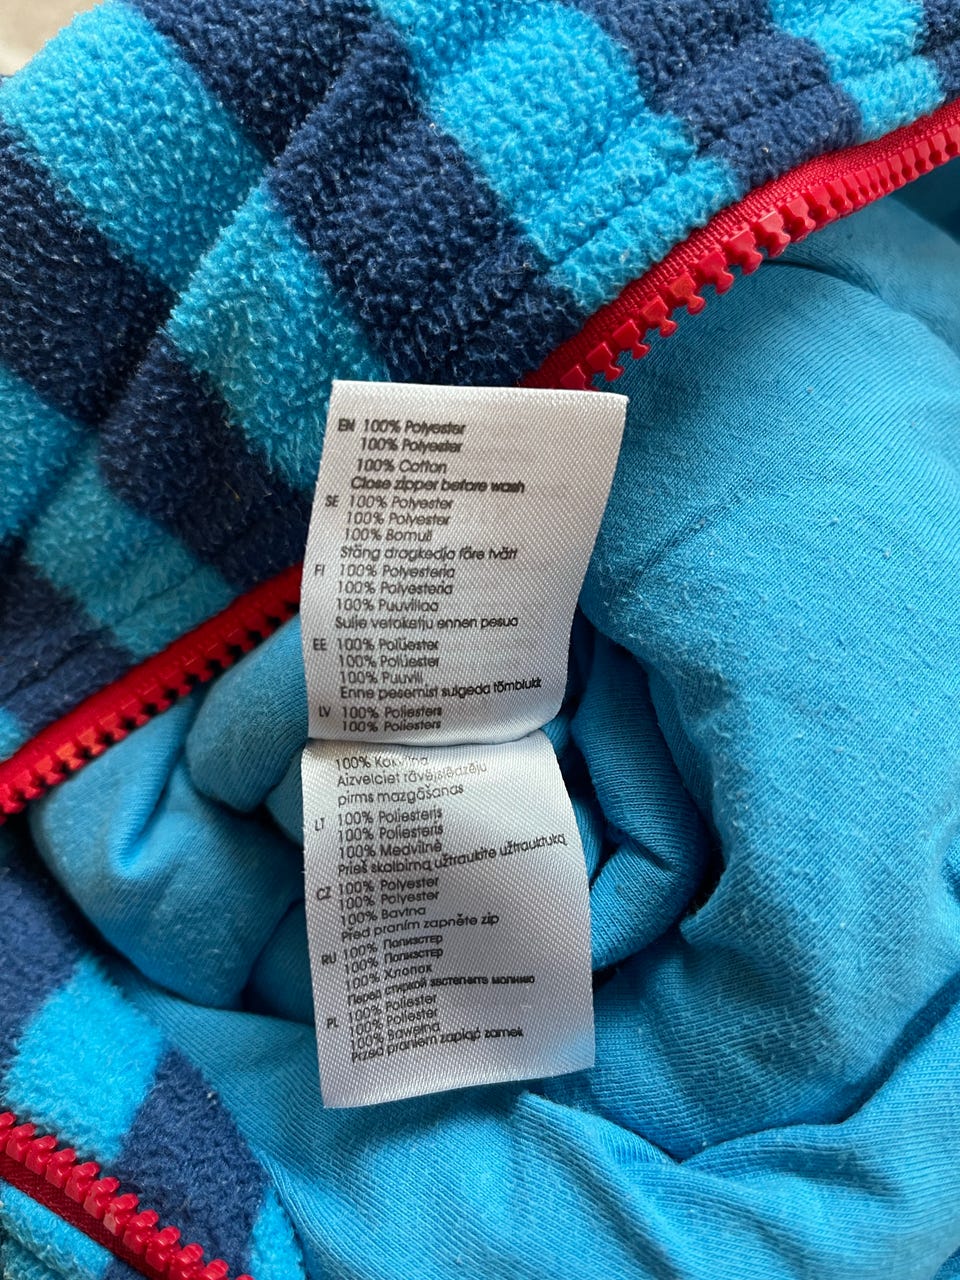 EN 100% Polyester
100% Polyester
100% Cotton
Close zipper before wash
SE 100% Polyester
100% Polyester
100% Bomull
Stäng dragkedja före tvätt
FI 100% Polyesteria
100% Polyesteria
100% Puuvillaa
Sulje vetoketju ennen pesua
EE 100% Polüester
100% Polüester
100% Puuvill
Enne pesemist sulgeda tõmblukk
LV 100% Poliesters
100% Poliesters
100% Kokvilna
Aizveiciet rāvējslēdzēju
pirms mazgāšanas
LT 100% Poliesteris
100% Poliesteris
100% Medvilnė
Prieš skalbimą užtraukite užtrauktuką
CZ 100% Polyester
100% Polyester
100% Bavlna
Před praním zapněte zip
RU 100% Полиэстер
100% Полиэстер
100% Хлопок
Перед стиркой застегнить молнию
PL 100% Poliester
100% Poliester
100% Bawełna
Przed praniem zapiąć zamek